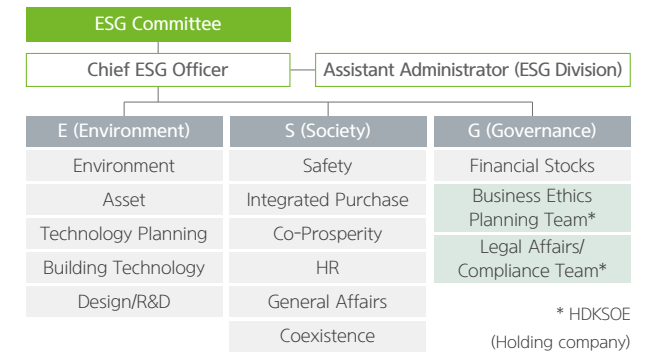 ESG Committee
Chief ESG Officer
Assistant Administrator (ESG Division)
E (Environment)
S (Society)
G (Governance)
Environment
Safety
Financial Stocks
Asset
Integrated Purchase
Business Ethics
Planning Team*
Technology Planning
Co-Prosperity
Legal Affairs/
Compliance Team*
Building Technology
HR
Design/R&D
General Affairs
Coexistence
* HDKSOE
(Holding company)